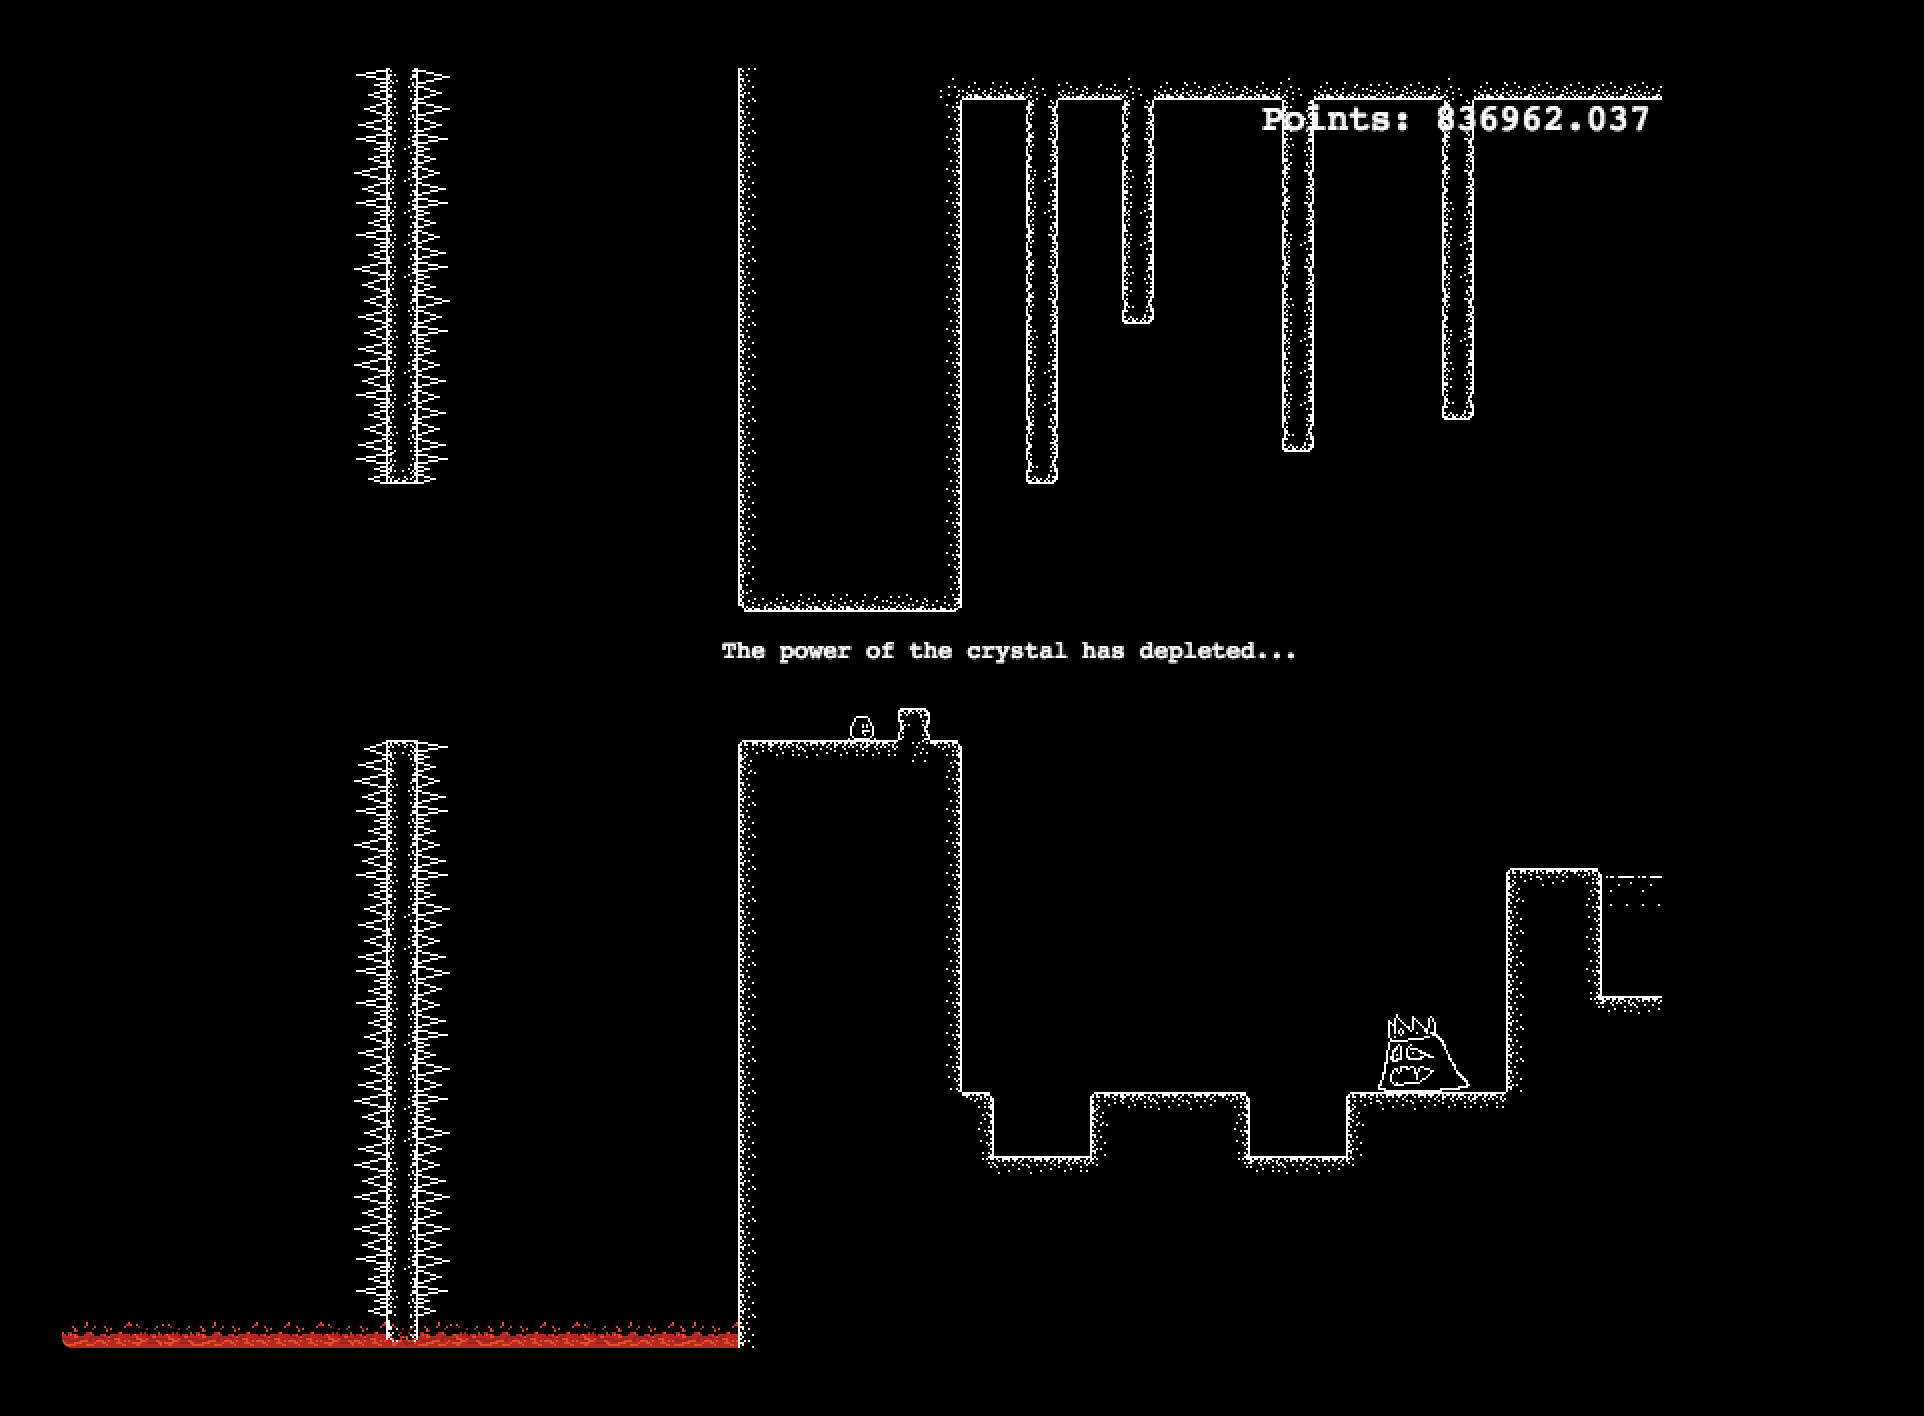 Points: 836962.037
The power of the crystal has depleted...